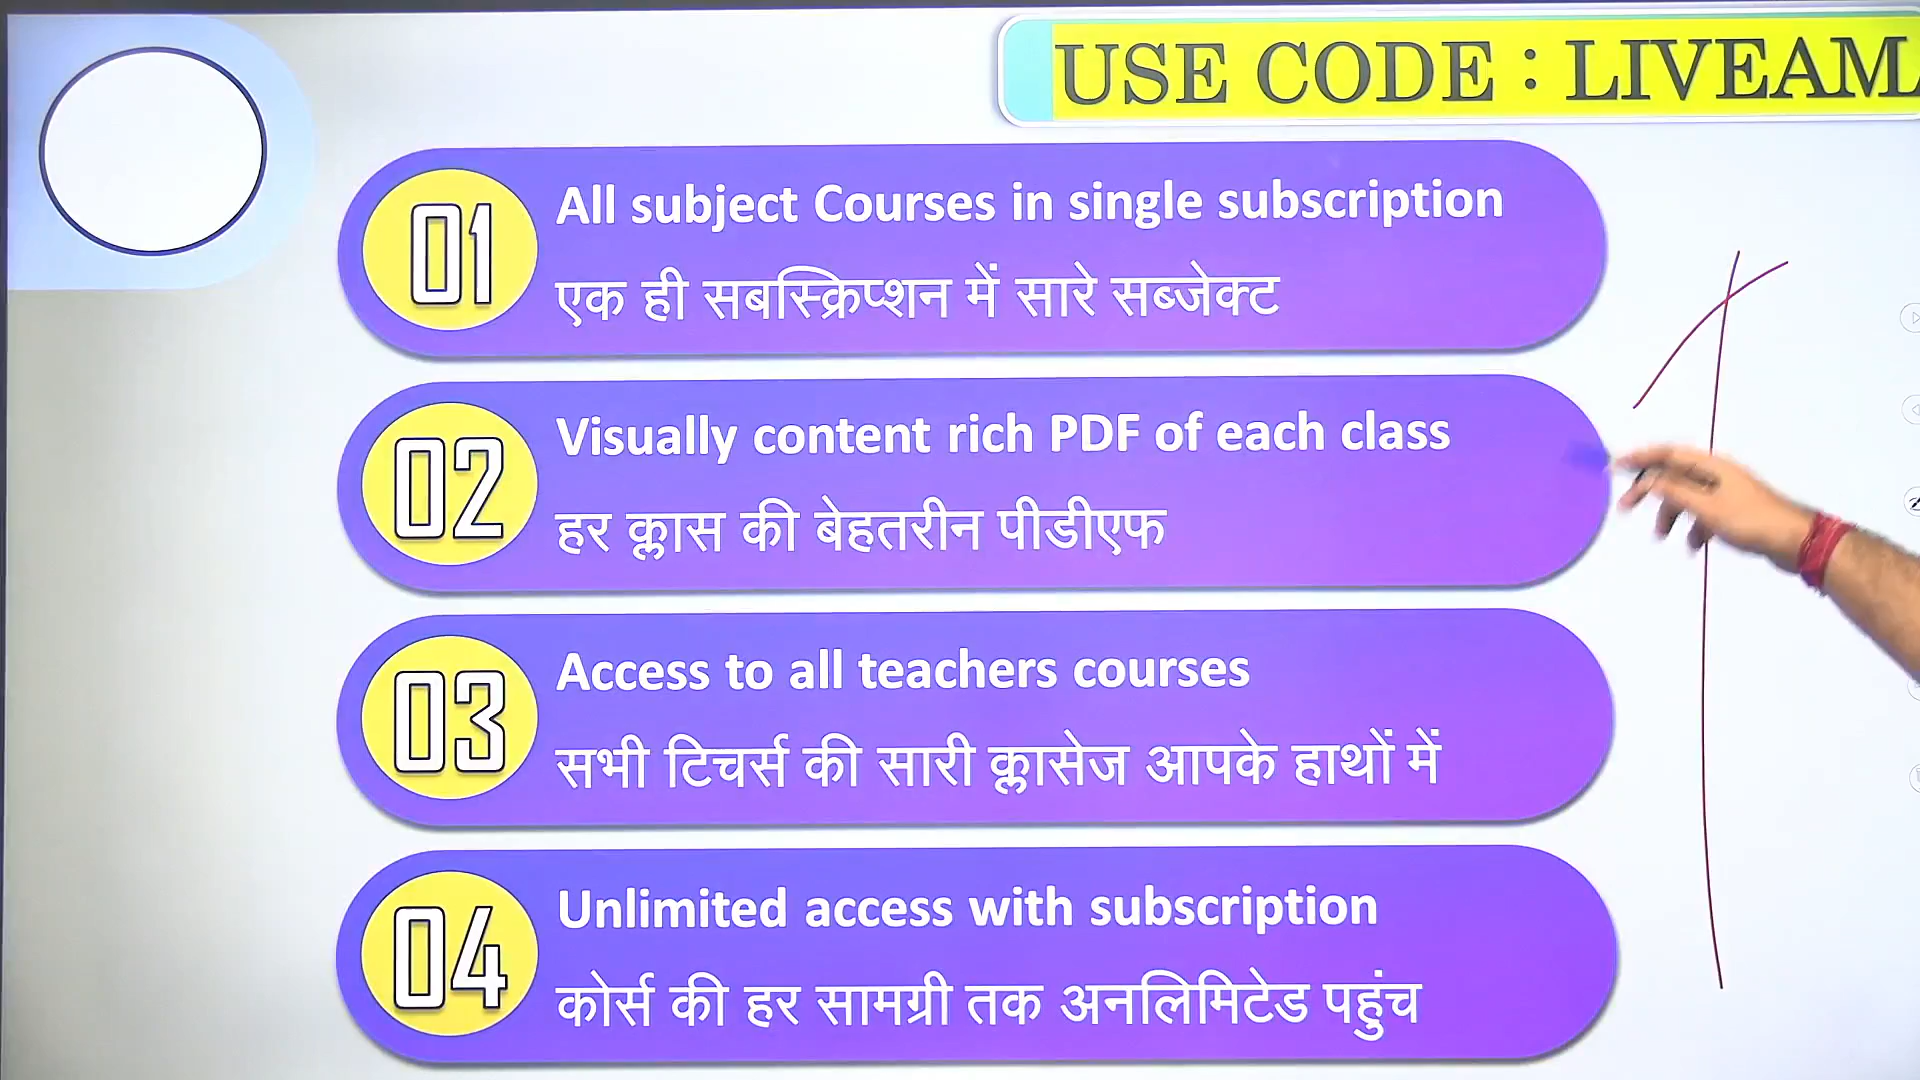 USE CODE : LIVEAM
01
All subject Courses in single subscription
एक ही सबस्क्रिप्शन में सारे सब्जेक्ट
02
Visually content rich PDF of each class
हर क्लास की बेहतरीन पीडीएफ
03
Access to all teachers courses
सभी टिचर्स की सारी क्लासेज आपके हाथों में
04
Unlimited access with subscription
कोर्स की हर सामग्री तक अनलिमिटेड पहुंच